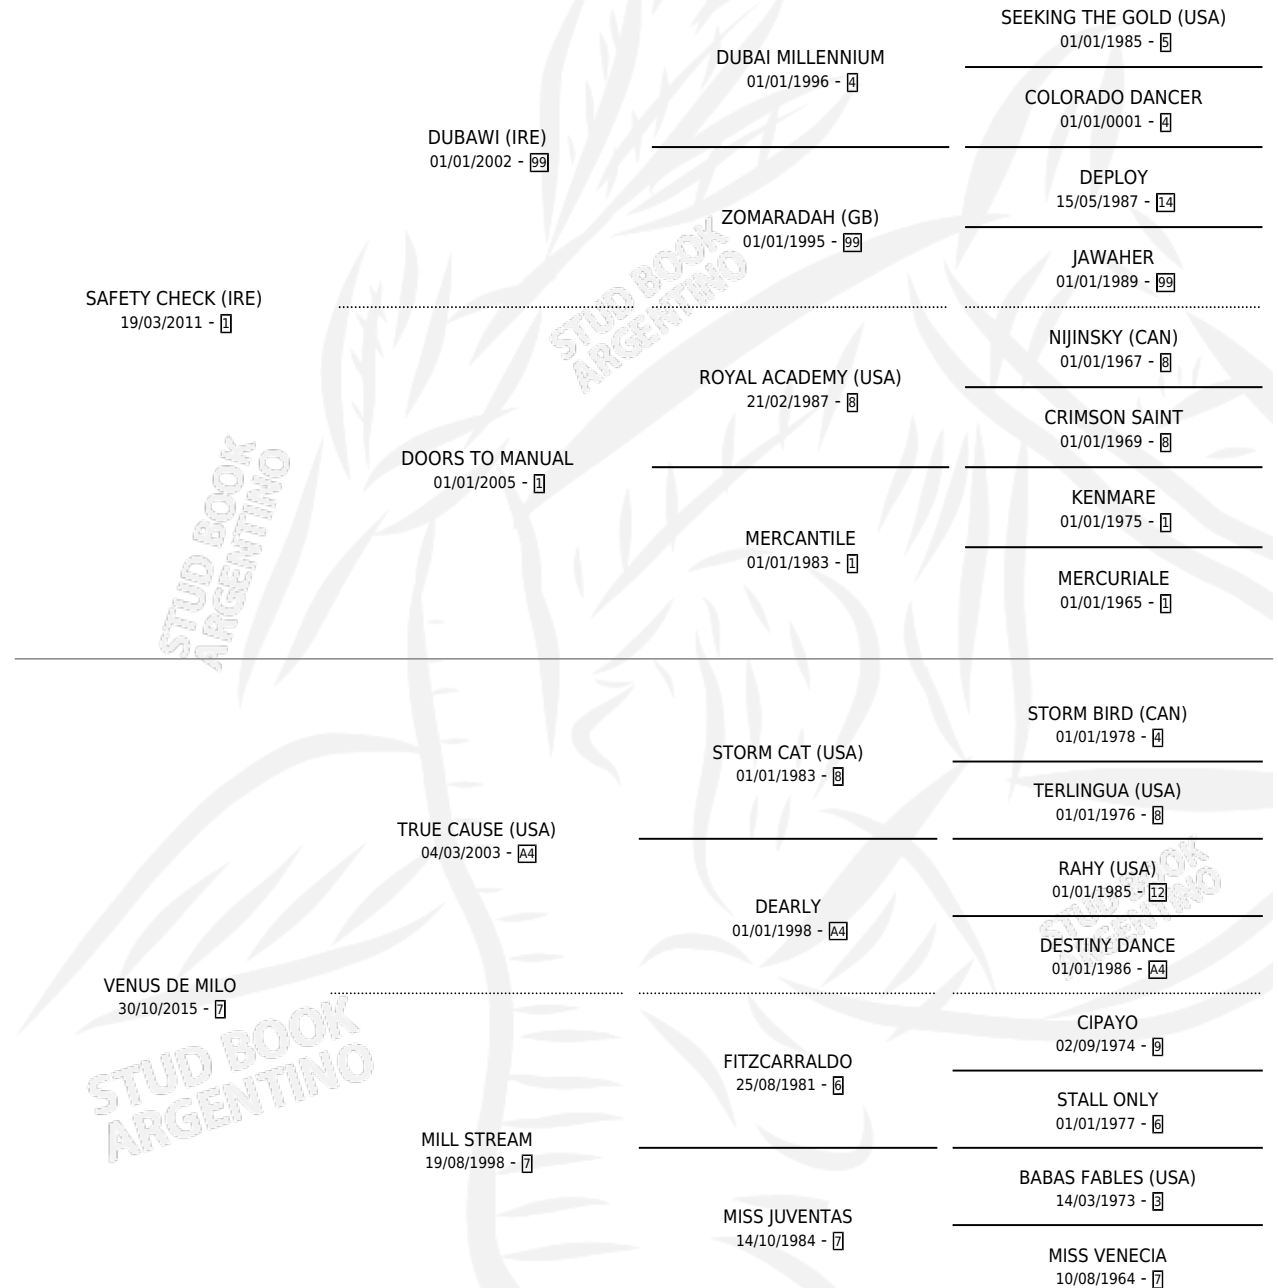 SEEKING THE GOLD (USA)
01/01/1985 - 5
DUBAI MILLENNIUM
01/01/1996 - 4
COLORADO DANCER
01/01/0001 - 4
DUBAWI (IRE)
01/01/2002 - 99
DEPLOY
15/05/1987 - 14
ZOMARADAH (GB)
01/01/1995 - 99
JAWAHER
01/01/1989 - 99
SAFETY CHECK (IRE)
19/03/2011 - 1
STUD BOOK
ARGENTINO
NIJINSKY (CAN)
01/01/1967 - 8
ROYAL ACADEMY (USA)
21/02/1987 - 8
CRIMSON SAINT
01/01/1969 - 8
DOORS TO MANUAL
01/01/2005 - 1
KENMARE
01/01/1975 - 1
MERCANTILE
01/01/1983 - 1
MERCURIALE
01/01/1965 - 1
STUD BOOK
ARGENTINO
STORM BIRD (CAN)
01/01/1978 - 4
STORM CAT (USA)
01/01/1983 - 8
TERLINGUA (USA)
01/01/1976 - 8
TRUE CAUSE (USA)
04/03/2003 - A4
RAHY (USA)
01/01/1985 - 12
DEARLY
01/01/1998 - A4
STUD BOOK
ARGENTINO
DESTINY DANCE
01/01/1986 - A4
VENUS DE MILO
30/10/2015 - 7
STUD BOOK
ARGENTINO
CIPAYO
02/09/1974 - 9
FITZCARRALDO
25/08/1981 - 6
STALL ONLY
01/01/1977 - 6
MILL STREAM
19/08/1998 - 7
BABAS FABLES (USA)
14/03/1973 - 3
MISS JUVENTAS
14/10/1984 - 7
MISS VENECIA
10/08/1964 - 7